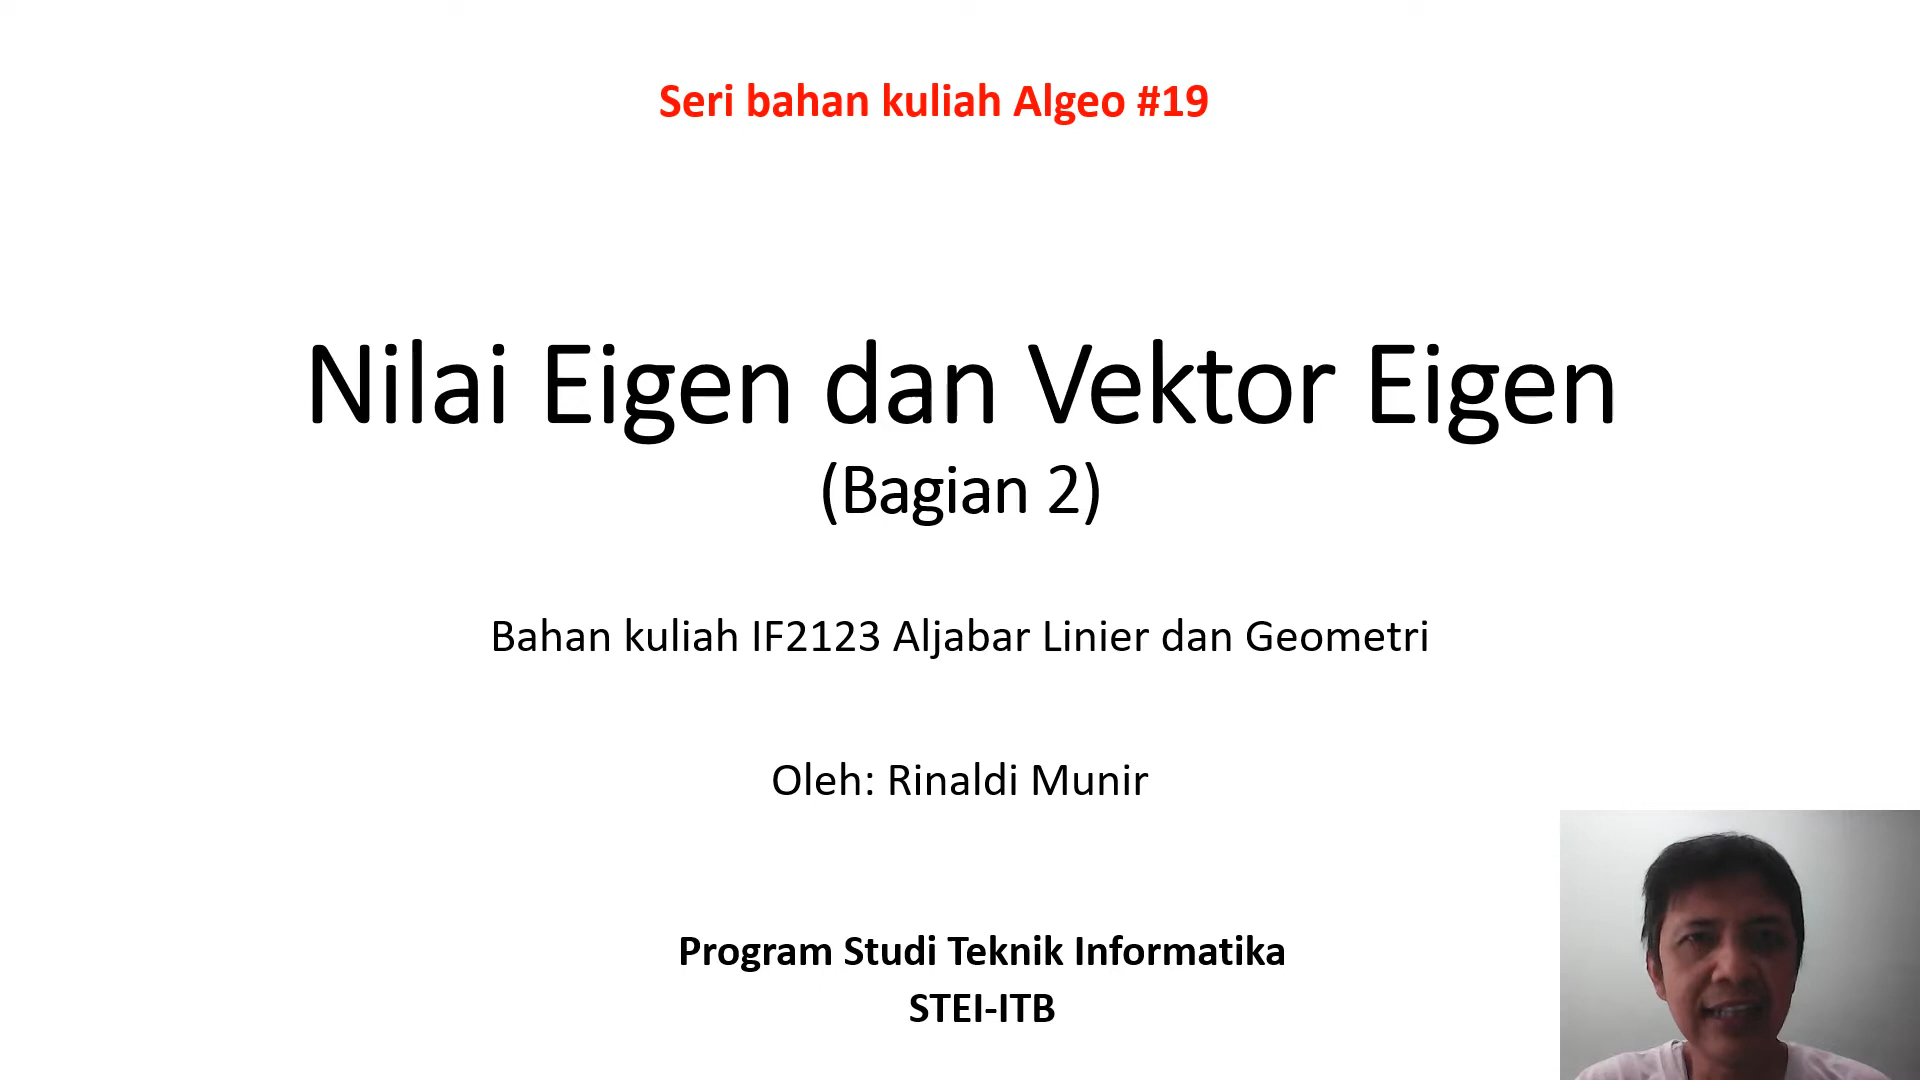 Seri bahan kuliah Algeo #19
Nilai Eigen dan Vektor Eigen
(Bagian 2)
Bahan kuliah IF2123 Aljabar Linier dan Geometri
Oleh: Rinaldi Munir
Program Studi Teknik Informatika
STEI-ITB